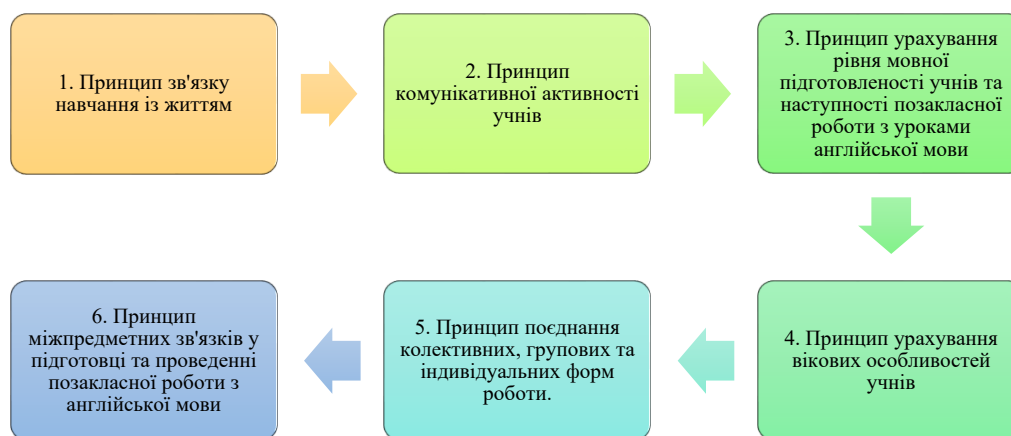 1. Принцип зв'язку
навчання із життям
2. Принцип
комунікативної активності
учнів
3. Принцип урахування
рівня мовної
підготовленості учнів та
наступності позакласної
роботи з уроками
англійської мови
4. Принцип урахування
вікових особливостей
учнів
5. Принцип поєднання
колективних, групових та
індивідуальних форм
роботи.
6. Принцип
міжпредметних зв'язків у
підготовці та проведенні
позакласної роботи з
англійської мови